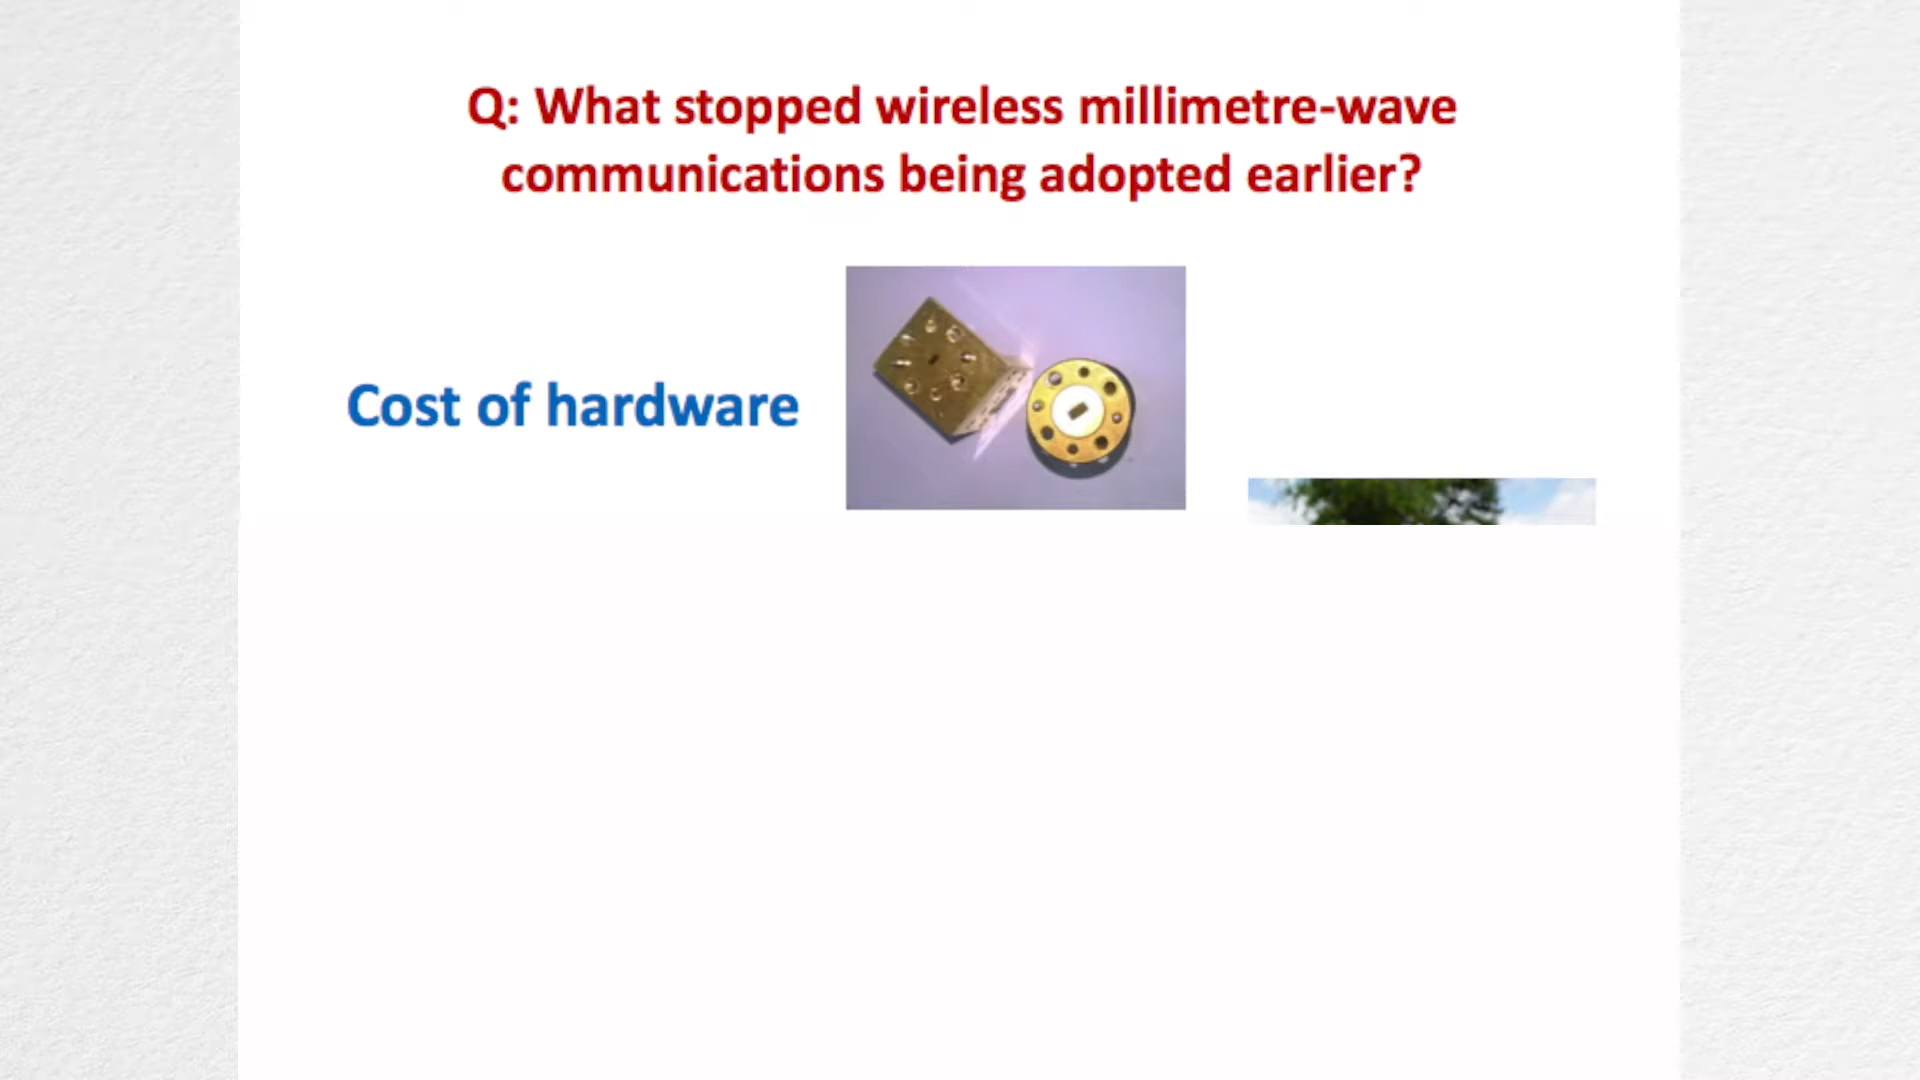 Q: What stopped wireless millimetre-wave
communications being adopted earlier?
Cost of hardware